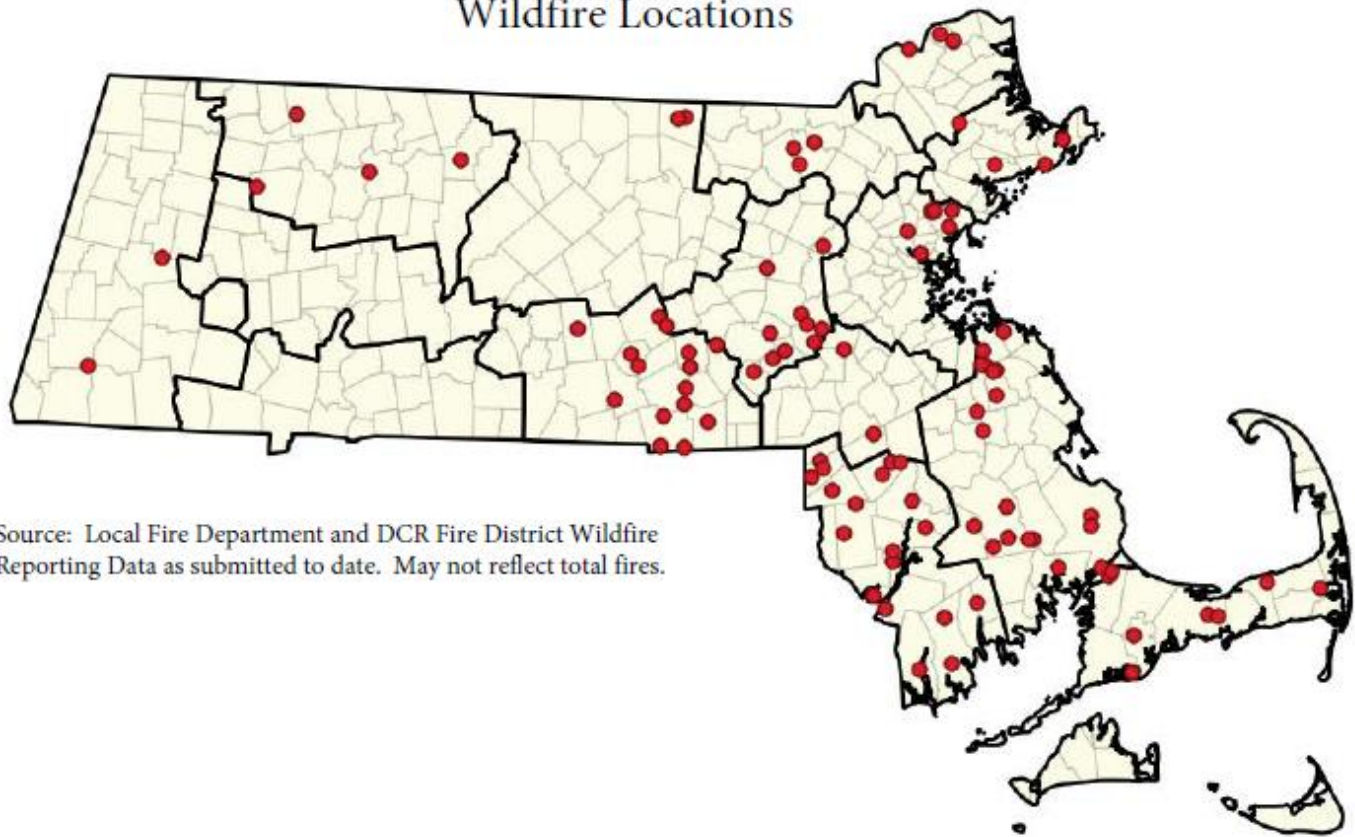 Wildfire Locations
Source: Local Fire Department and DCR Fire District Wildfire
Reporting Data as submitted to date. May not reflect total fires.